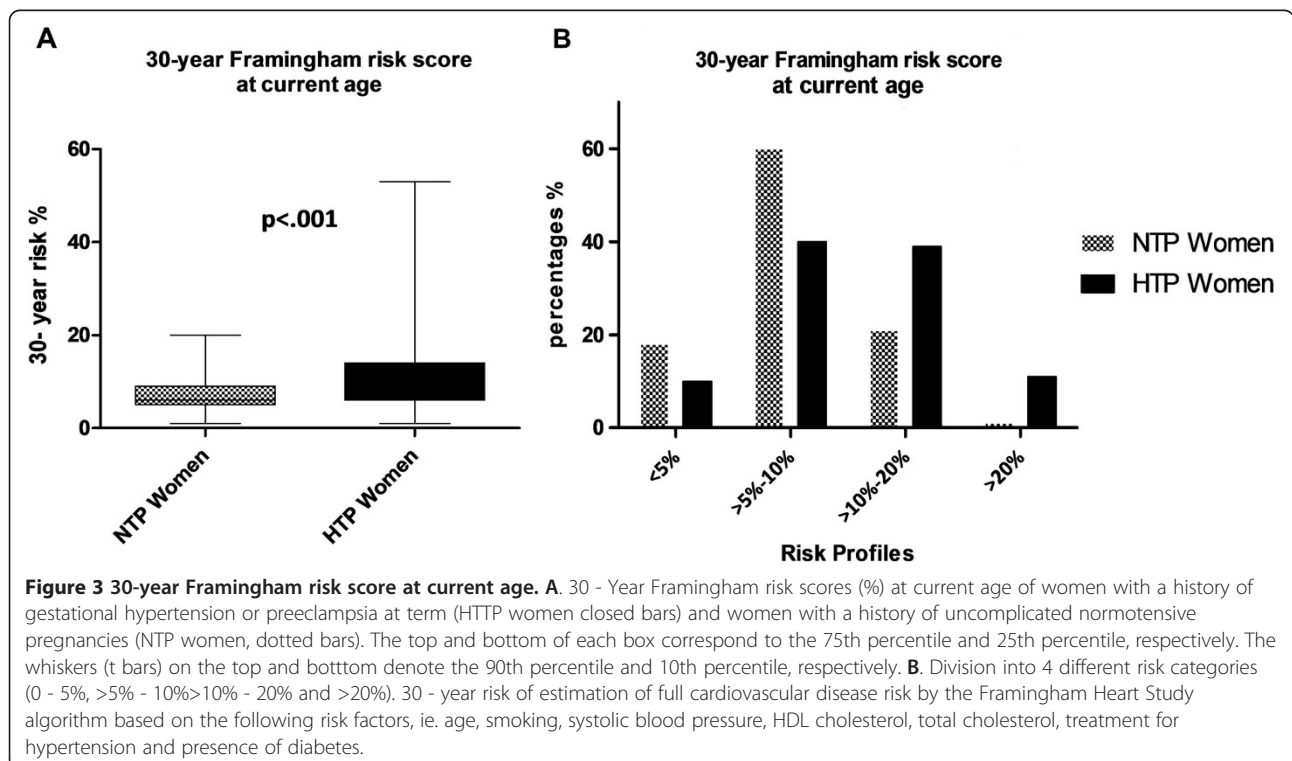 A
30-year Framingham risk score
at current age
60
40
20
0
30- year risk %
p<.001
NTP Women
HTP Women
B
30-year Framingham risk score
at current age
60
40
20
0
percentages %
<5%
>5%-10%
>10%-20%
>20%
Risk Profiles
NTP Women
HTP Women
Figure 3 30-year Framingham risk score at current age. A. 30 - Year Framingham risk scores (%) at current age of women with a history of
gestational hypertension or preeclampsia at term (HTTP women closed bars) and women with a history of uncomplicated normotensive
pregnancies (NTP women, dotted bars). The top and bottom of each box correspond to the 75th percentile and 25th percentile, respectively. The
whiskers (t bars) on the top and botttom denote the 90th percentile and 10th percentile, respectively. B. Division into 4 different risk categories
(0 - 5%, >5% - 10%>10% - 20% and >20%). 30 - year risk of estimation of full cardiovascular disease risk by the Framingham Heart Study
algorithm based on the following risk factors, ie. age, smoking, systolic blood pressure, HDL cholesterol, total cholesterol, treatment for
hypertension and presence of diabetes.